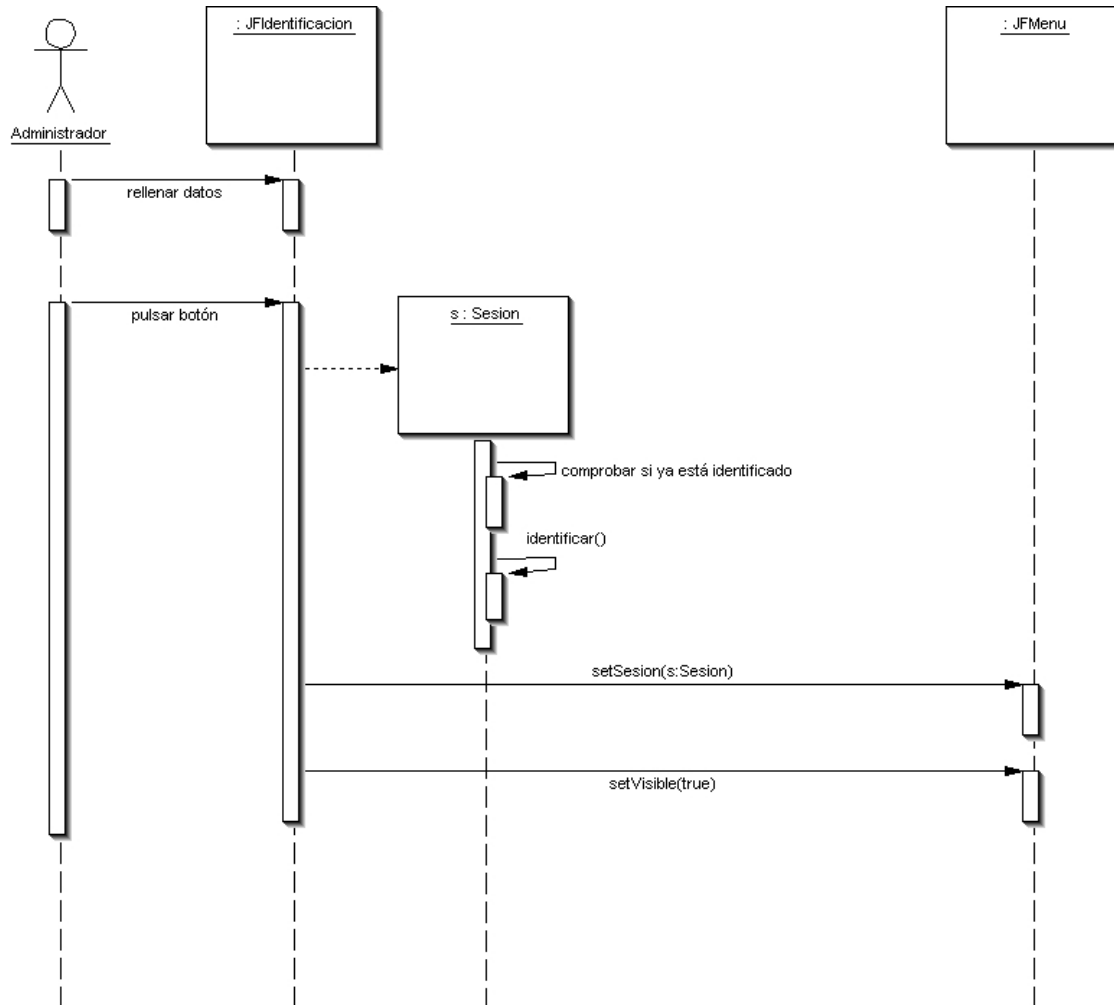 : JFIdentificacion
: JFMenu
Administrador
rellenar datos
pulsar botón
s : Sesion
comprobar si ya está identificado
identificar()
setSesion(s:Sesion)
setVisible(true)